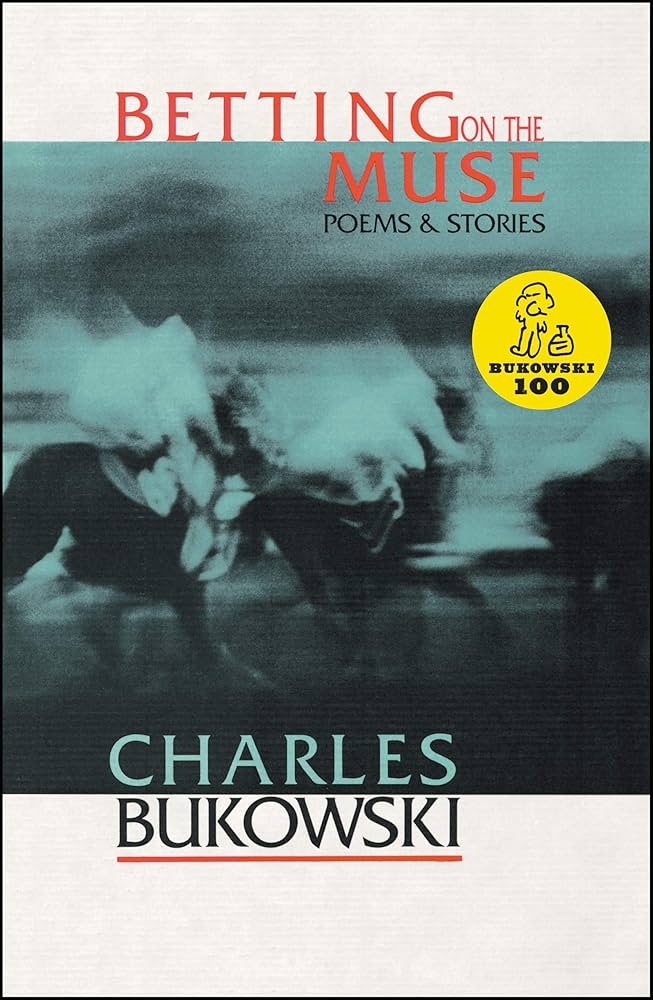 BETTING ON THE
MUSE
POEMS & STORIES
BUKOWSKI
100
CHARLES
BUKOWSKI